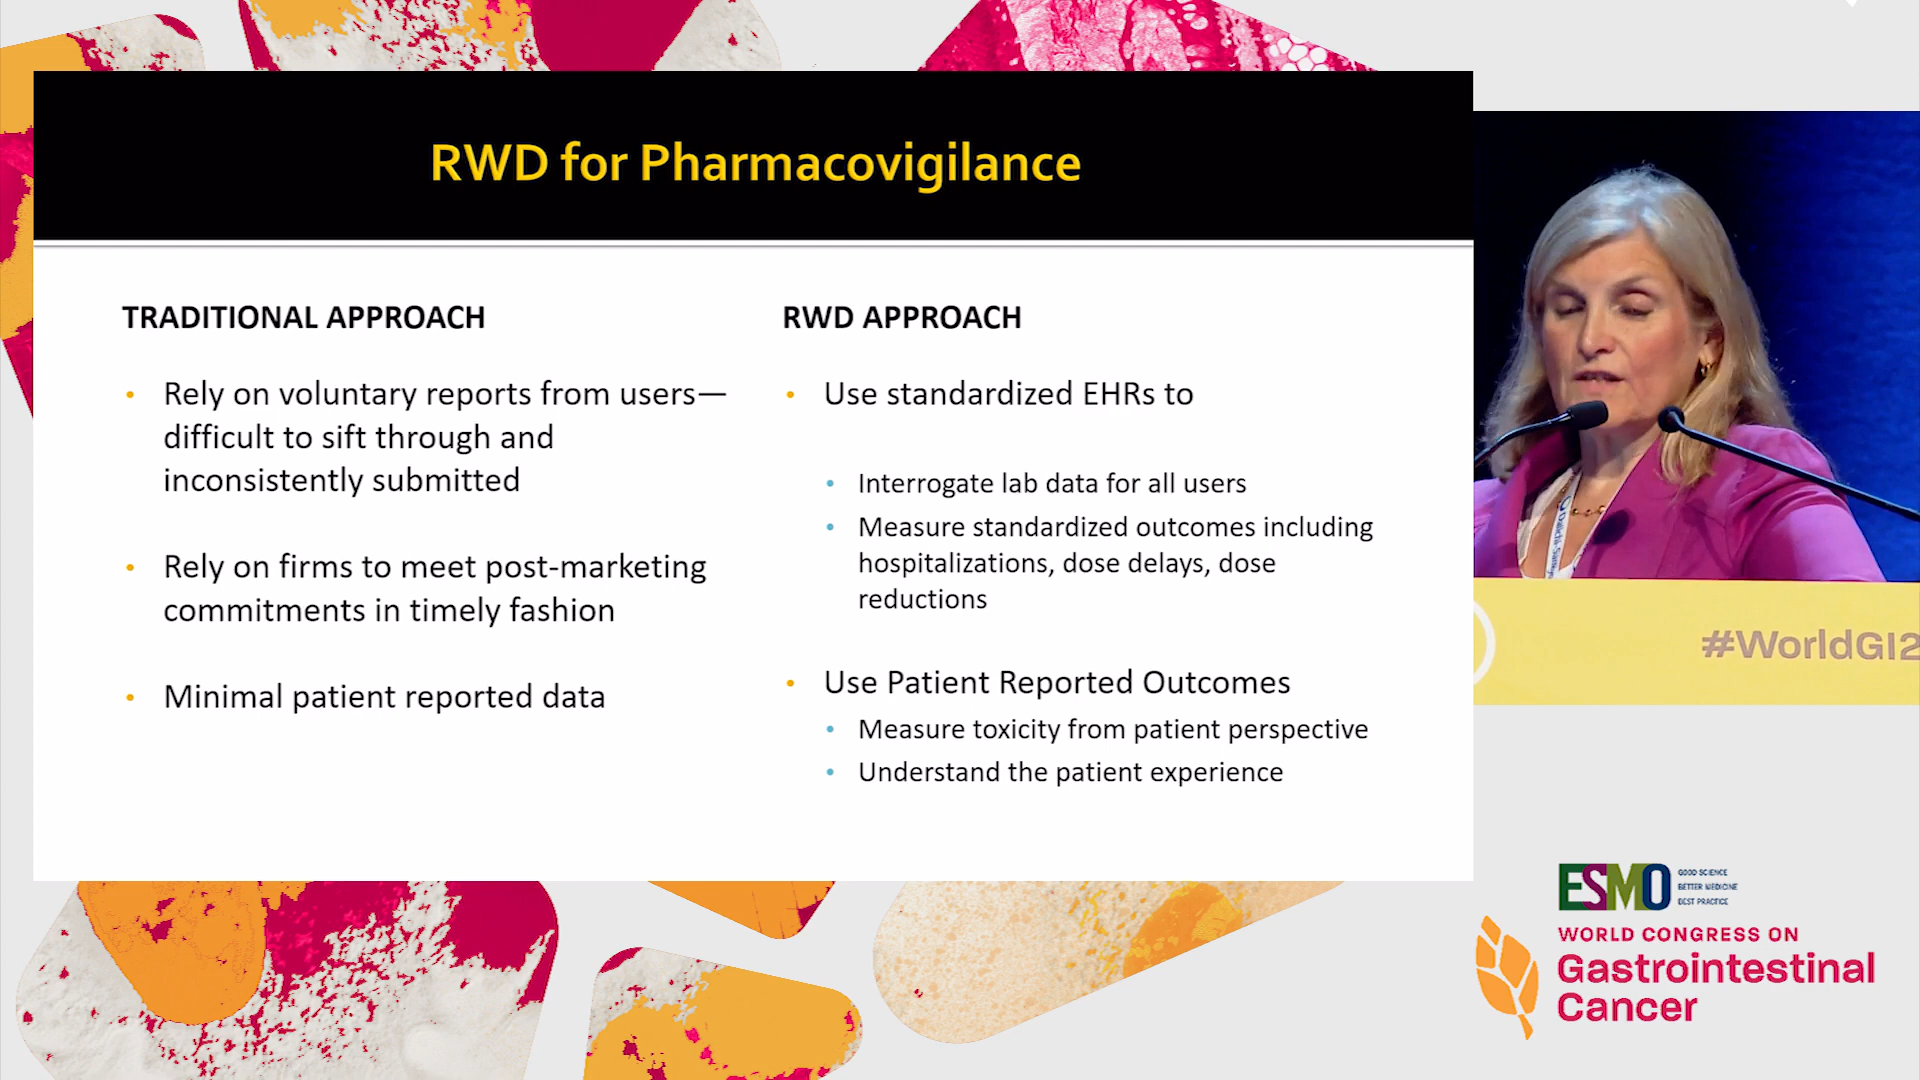 RWD for Pharmacovigilance
TRADITIONAL APPROACH
• Rely on voluntary reports from users—
difficult to sift through and
inconsistently submitted
• Rely on firms to meet post-marketing
commitments in timely fashion
• Minimal patient reported data
RWD APPROACH
• Use standardized EHRs to
• Interrogate lab data for all users
• Measure standardized outcomes including
hospitalizations, dose delays, dose
reductions
• Use Patient Reported Outcomes
• Measure toxicity from patient perspective
• Understand the patient experience
#WorldGI2
ESMO
GOOD SCIENCE
BETTER MEDICINE
BEST PRACTICE
WORLD CONGRESS ON
Gastrointestinal
Cancer